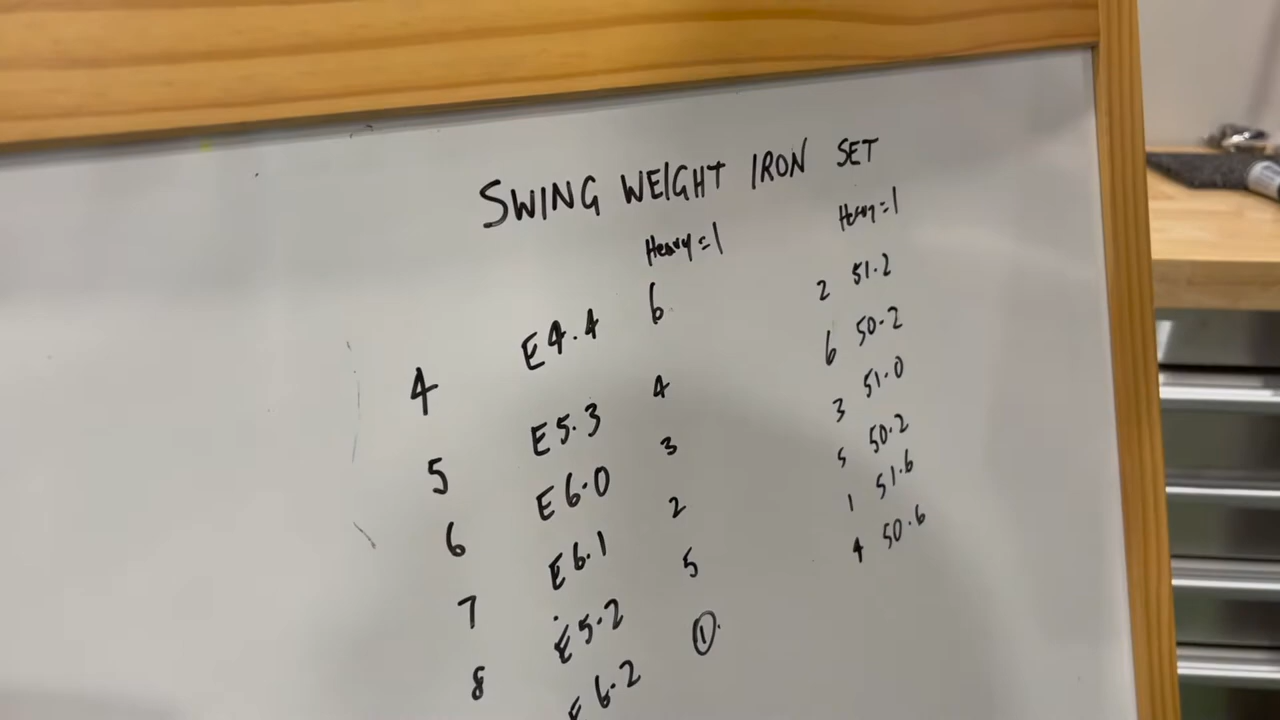 SWING WEIGHT IRON SET
Heavy=1 Heavy=1
4 E4.4 6 2 51.2
5 E5.3 4 6 50.2
6 E6.0 3 3 51.0
7 E6.1 2 5 50.2
8 E5.2 5 1 51.6
E6.2 1 4 50.6